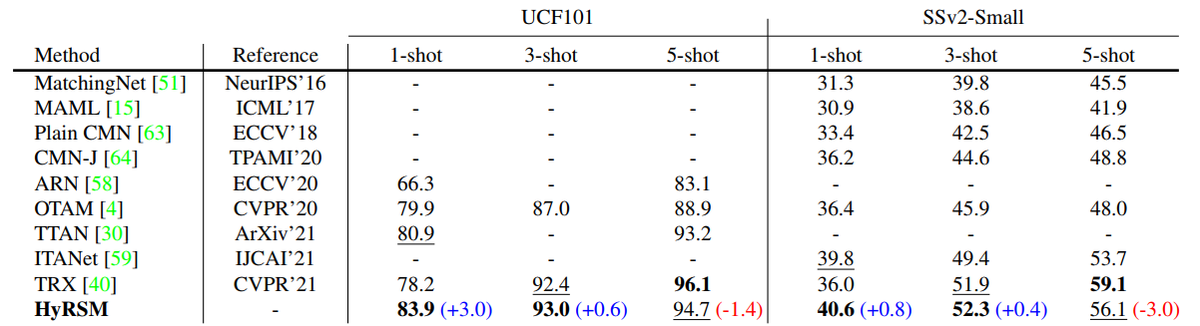 UCF101 SSv2-Small
Method Reference 1-shot 3-shot 5-shot 1-shot 3-shot 5-shot
MatchingNet [51] NeurIPS'16 - - - 31.3 39.8 45.5
MAML [15] ICML'17 - - - 30.9 38.6 41.9
Plain CMN [63] ECCV'18 - - - 33.4 42.5 46.5
CMN-J [64] TPAMI'20 - - - 36.2 44.6 48.8
ARN [58] ECCV'20 66.3 - 83.1 - - -
OTAM [4] CVPR'20 79.9 87.0 88.9 36.4 45.9 48.0
TTAN [30] ArXiv'21 80.9 - 93.2 - - -
ITANet [59] IJCAI'21 - - - 39.8 49.4 53.7
TRX [40] CVPR'21 78.2 92.4 96.1 36.0 51.9 59.1
HyRSM - 83.9 (+3.0) 93.0 (+0.6) 94.7 (-1.4) 40.6 (+0.8) 52.3 (+0.4) 56.1 (-3.0)